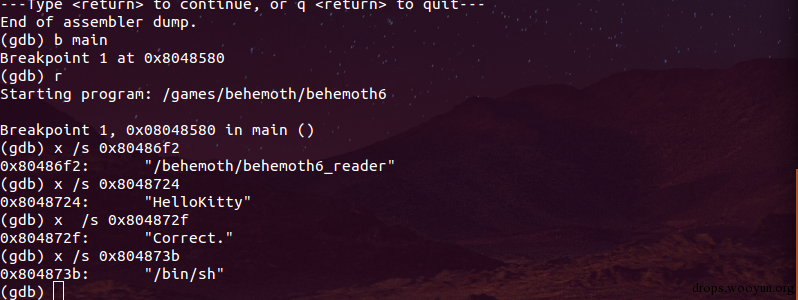 ---Type <return> to continue, or q <return> to quit---
End of assembler dump.
(gdb) b main
Breakpoint 1 at 0x8048580
(gdb) r
Starting program: /games/behemoth/behemoth6

Breakpoint 1, 0x08048580 in main ()
(gdb) x /s 0x80486f2
0x80486f2:      "/behemoth/behemoth6_reader"
(gdb) x /s 0x8048724
0x8048724:      "HelloKitty"
(gdb) x  /s 0x804872f
0x804872f:      "Correct."
(gdb) x /s 0x804873b
0x804873b:      "/bin/sh"
(gdb)
drops.wooyun.org